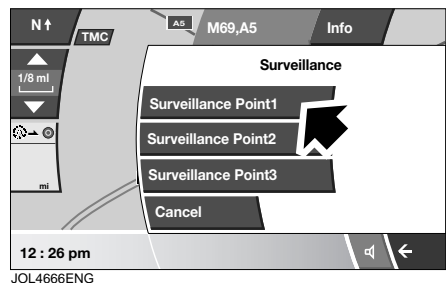 N
TMC
A5
M69,A5
Info
1/8 ml
mi
Surveillance
Surveillance Point1
Surveillance Point2
Surveillance Point3
Cancel
12 : 26 pm
JOL4666ENG